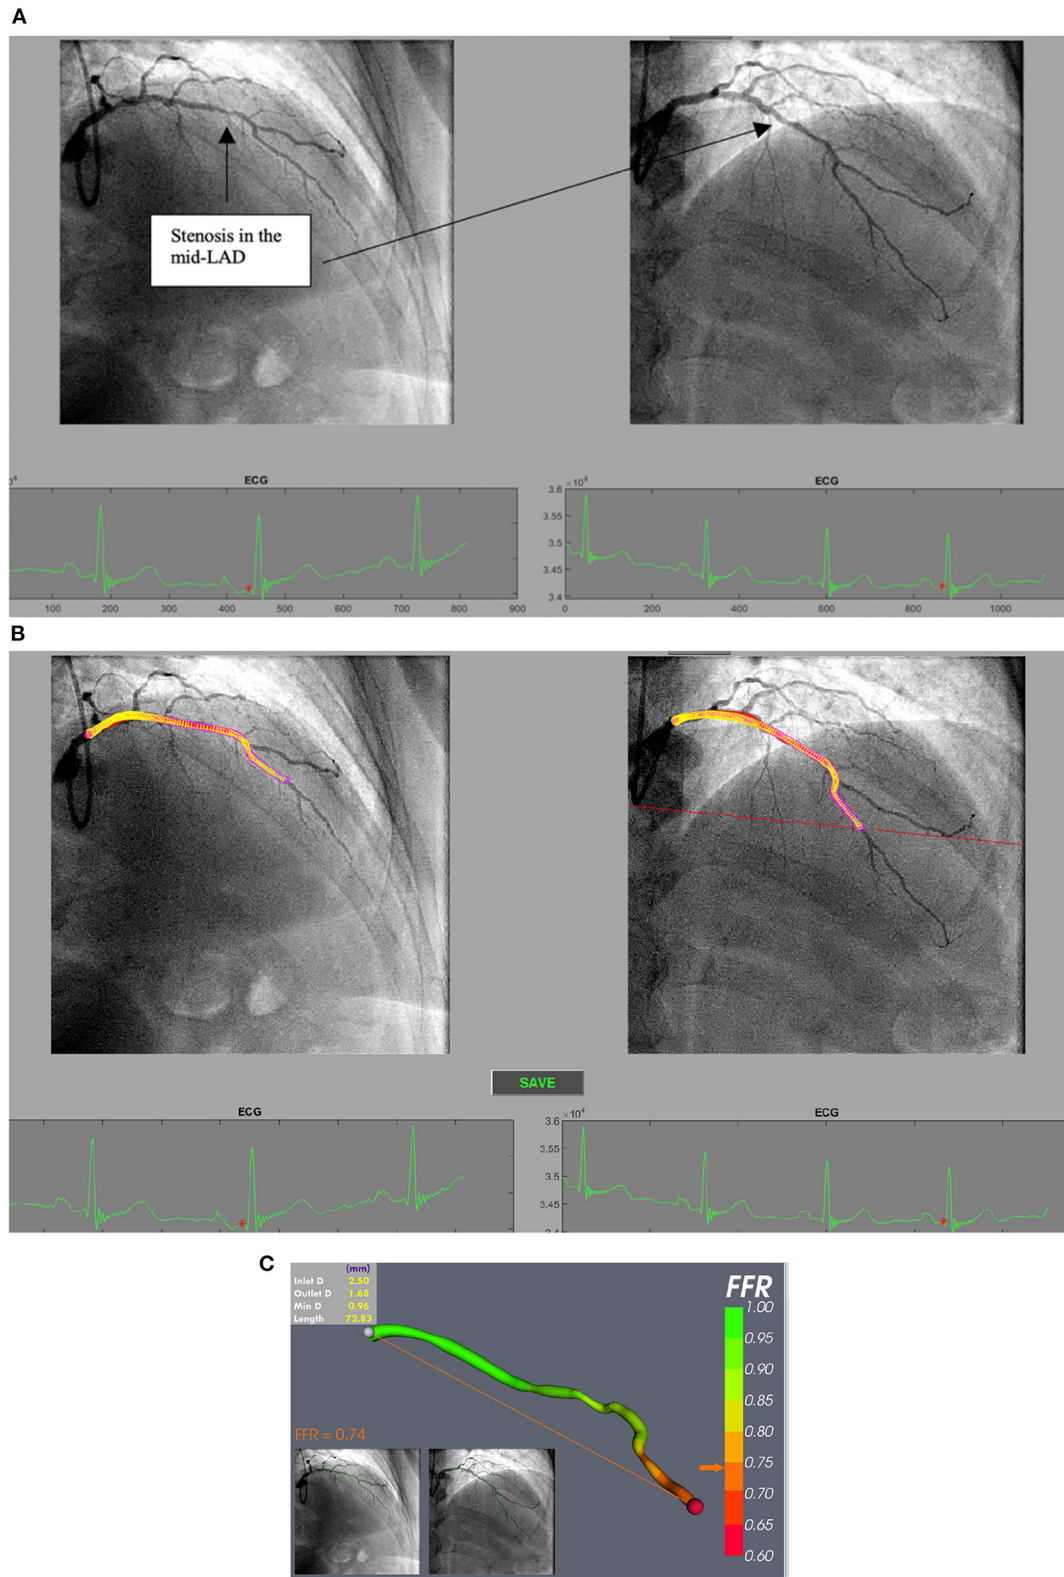 A
Stenosis in the
mid-LAD
ECG
100 200 300 400 500 600 700 800 900
ECG
×10⁴
3.6
3.55
3.5
3.45
3.4
0 200 400 600 800 1000
B
SAVE
ECG
ECG
×10⁴
3.6
3.55
3.5
3.45
3.4
C
(mm)
Inlet D 2.50
Outlet D 1.68
Min D 0.96
Length 72.83
FFR = 0.74
FFR
1.00
0.95
0.90
0.85
0.80
0.75
0.70
0.65
0.60